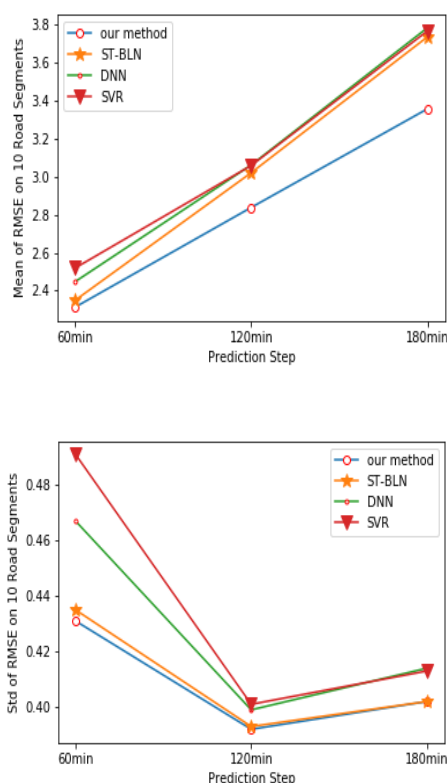 3.8
3.6
3.4
3.2
3.0
2.8
2.6
2.4
Mean of RMSE on 10 Road Segments
our method
ST-BLN
DNN
SVR
60min
120min
180min
Prediction Step
0.48
0.46
0.44
0.42
0.40
Std of RMSE on 10 Road Segments
our method
ST-BLN
DNN
SVR
60min
120min
180min
Prediction Step